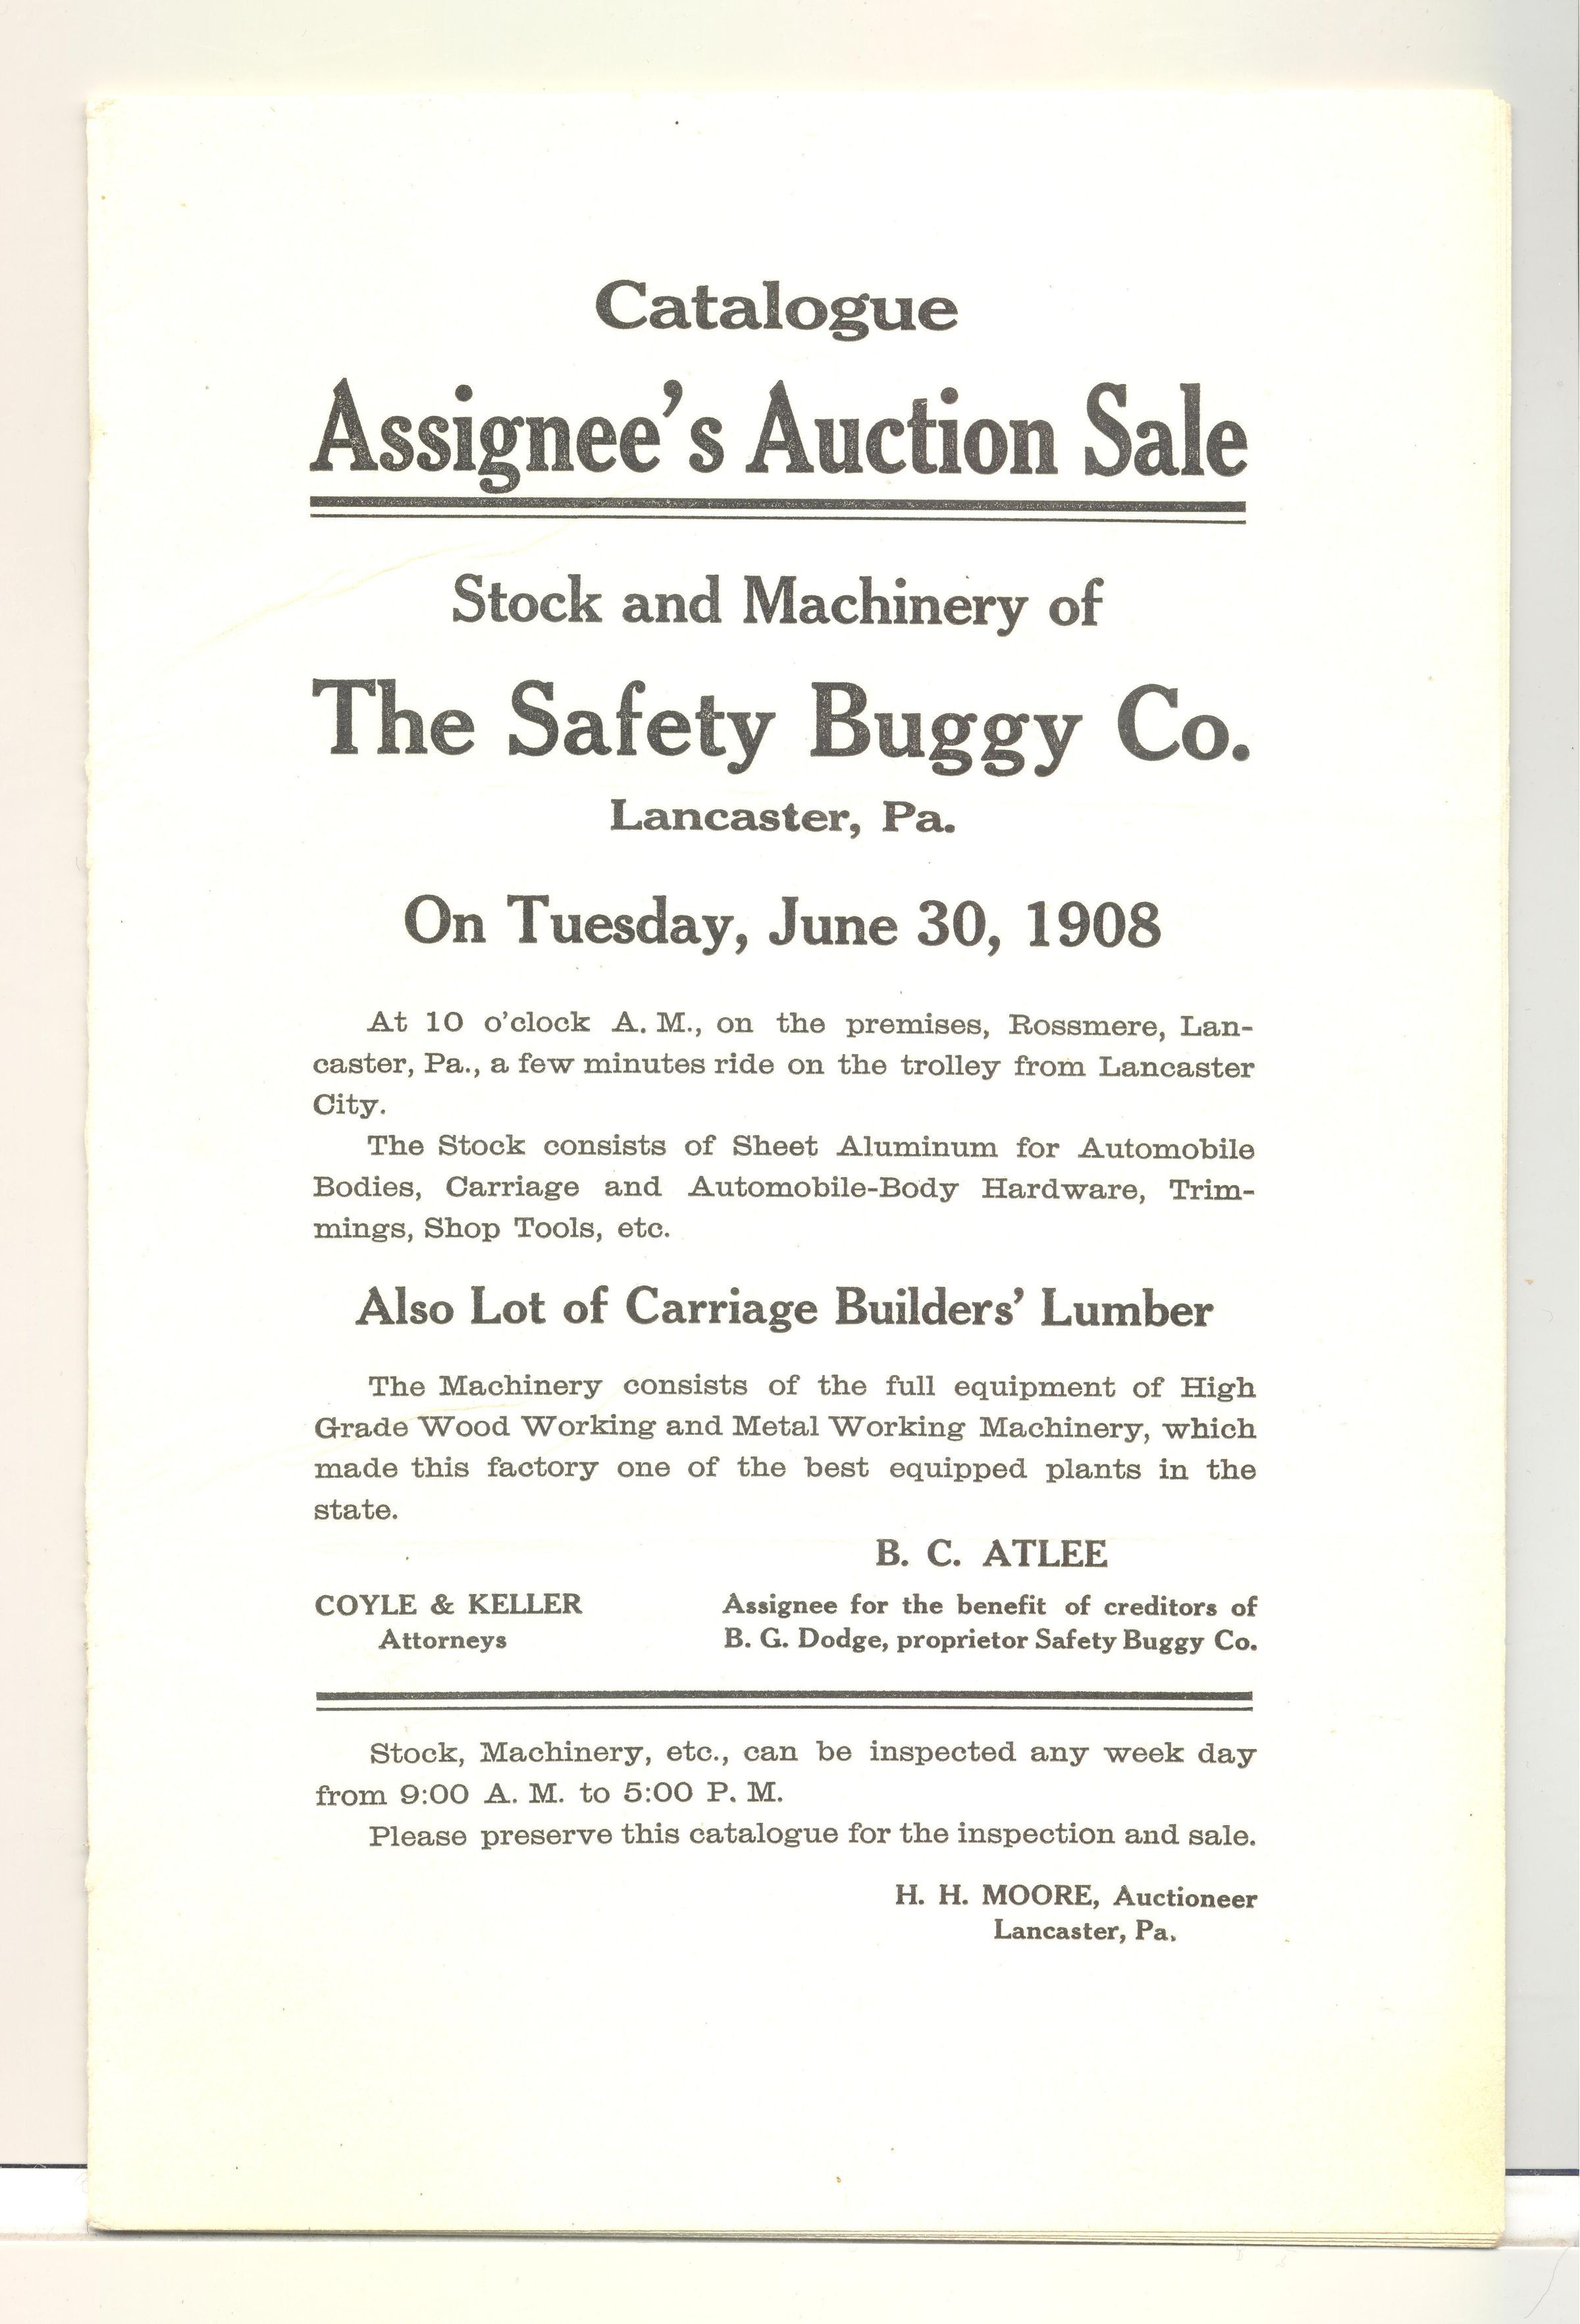 Catalogue
Assignee's Auction Sale
Stock and Machinery of
The Safety Buggy Co.
Lancaster, Pa.
On Tuesday, June 30, 1908
At 10 o'clock A. M., on the premises, Rossmere, Lan-
caster, Pa., a few minutes ride on the trolley from Lancaster
City.
The Stock consists of Sheet Aluminum for Automobile
Bodies, Carriage and Automobile-Body Hardware, Trim-
mings, Shop Tools, etc.
Also Lot of Carriage Builders' Lumber
The Machinery consists of the full equipment of High
Grade Wood Working and Metal Working Machinery, which
made this factory one of the best equipped plants in the
state.
B. C. ATLEE
COYLE & KELLER
Attorneys
Assignee for the benefit of creditors of
B. G. Dodge, proprietor Safety Buggy Co.
Stock, Machinery, etc., can be inspected any week day
from 9:00 A. M. to 5:00 P. M.
Please preserve this catalogue for the inspection and sale.
H. H. MOORE, Auctioneer
Lancaster, Pa.